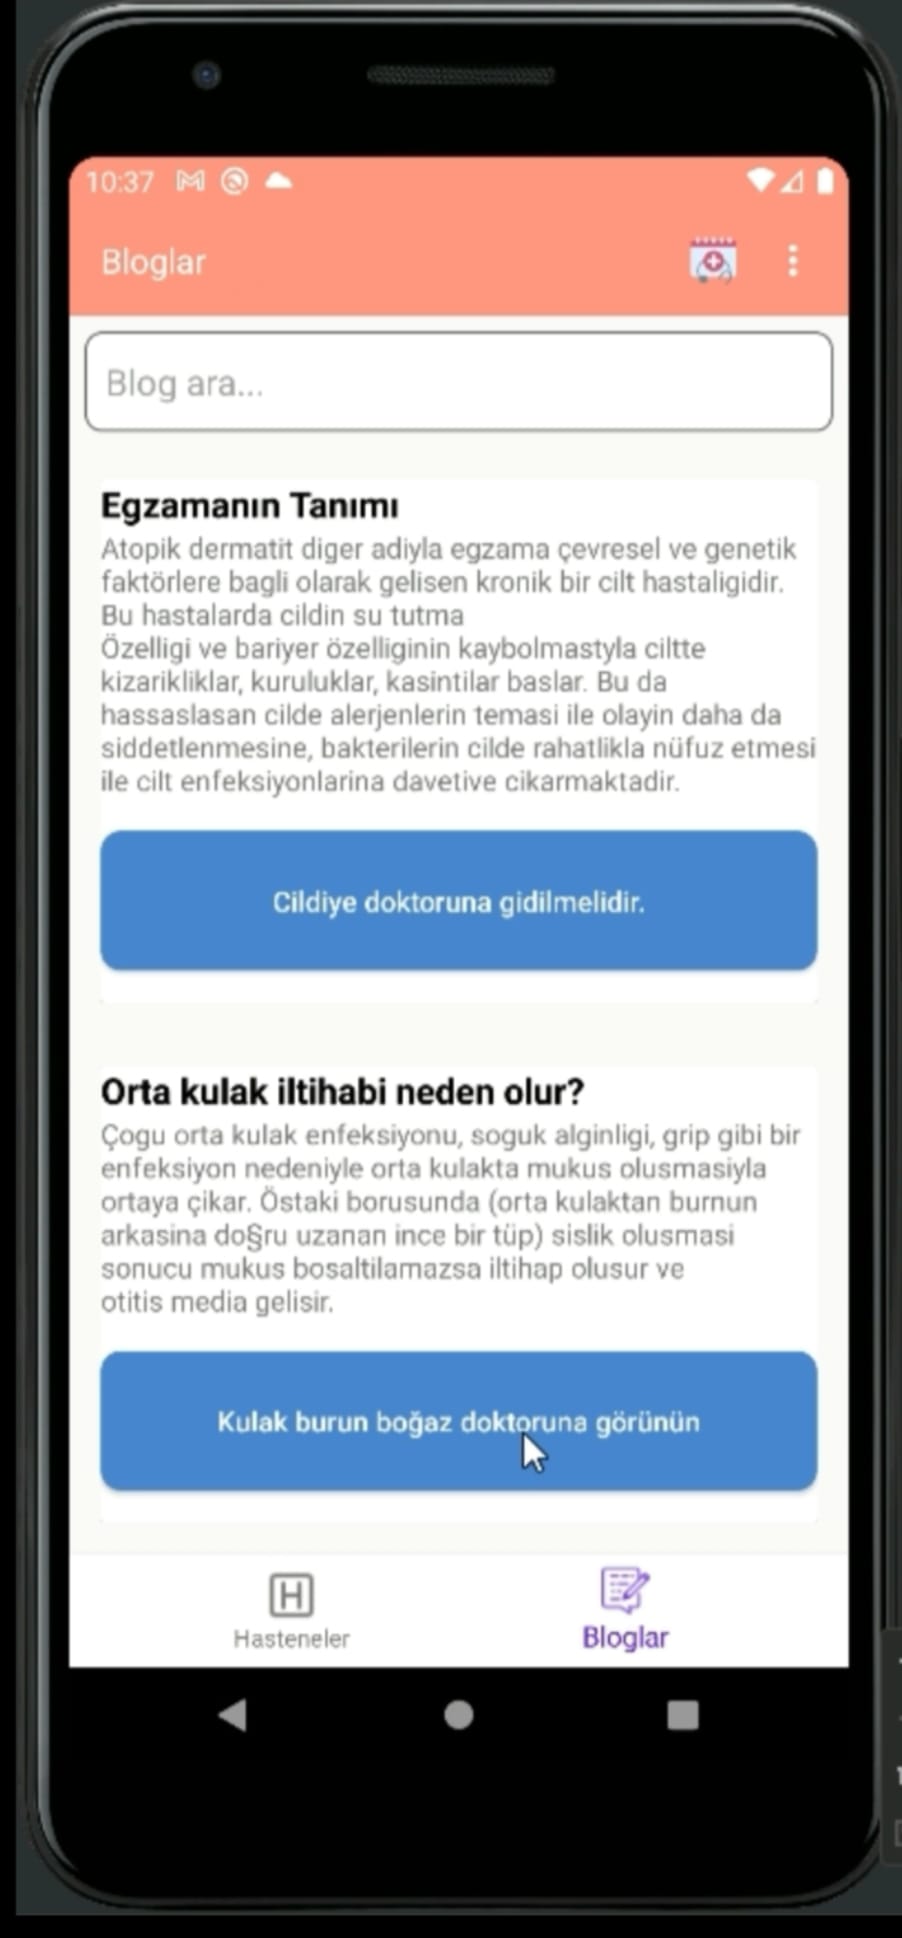 10:37
Bloglar
Blog ara...
Egzamanın Tanımı
Atopik dermatit diger adiyla egzama çevresel ve genetik
faktörlere bagli olarak gelisen kronik bir cilt hastaligidir.
Bu hastalarda cildin su tutma
Özelligi ve bariyer özelliginin kaybolmastyla ciltte
kizarikliklar, kuruluklar, kasintilar baslar. Bu da
hassaslasan cilde alerjenlerin temasi ile olayin daha da
siddetlenmesine, bakterilerin cilde rahatlikla nüfuz etmesi
ile cilt enfeksiyonlarina davetive cikarmaktadir.
Cildiye doktoruna gidilmelidir.
Orta kulak iltihabi neden olur?
Çogu orta kulak enfeksiyonu, soguk alginligi, grip gibi bir
enfeksiyon nedeniyle orta kulakta mukus olusmasiyla
ortaya çikar. Östaki borusunda (orta kulaktan burnun
arkasina do§ru uzanan ince bir tüp) sislik olusmasi
sonucu mukus bosaltilamazsa iltihap olusur ve
otitis media gelisir.
Kulak burun boğaz doktoruna görünün
H
Hasteneler
Bloglar